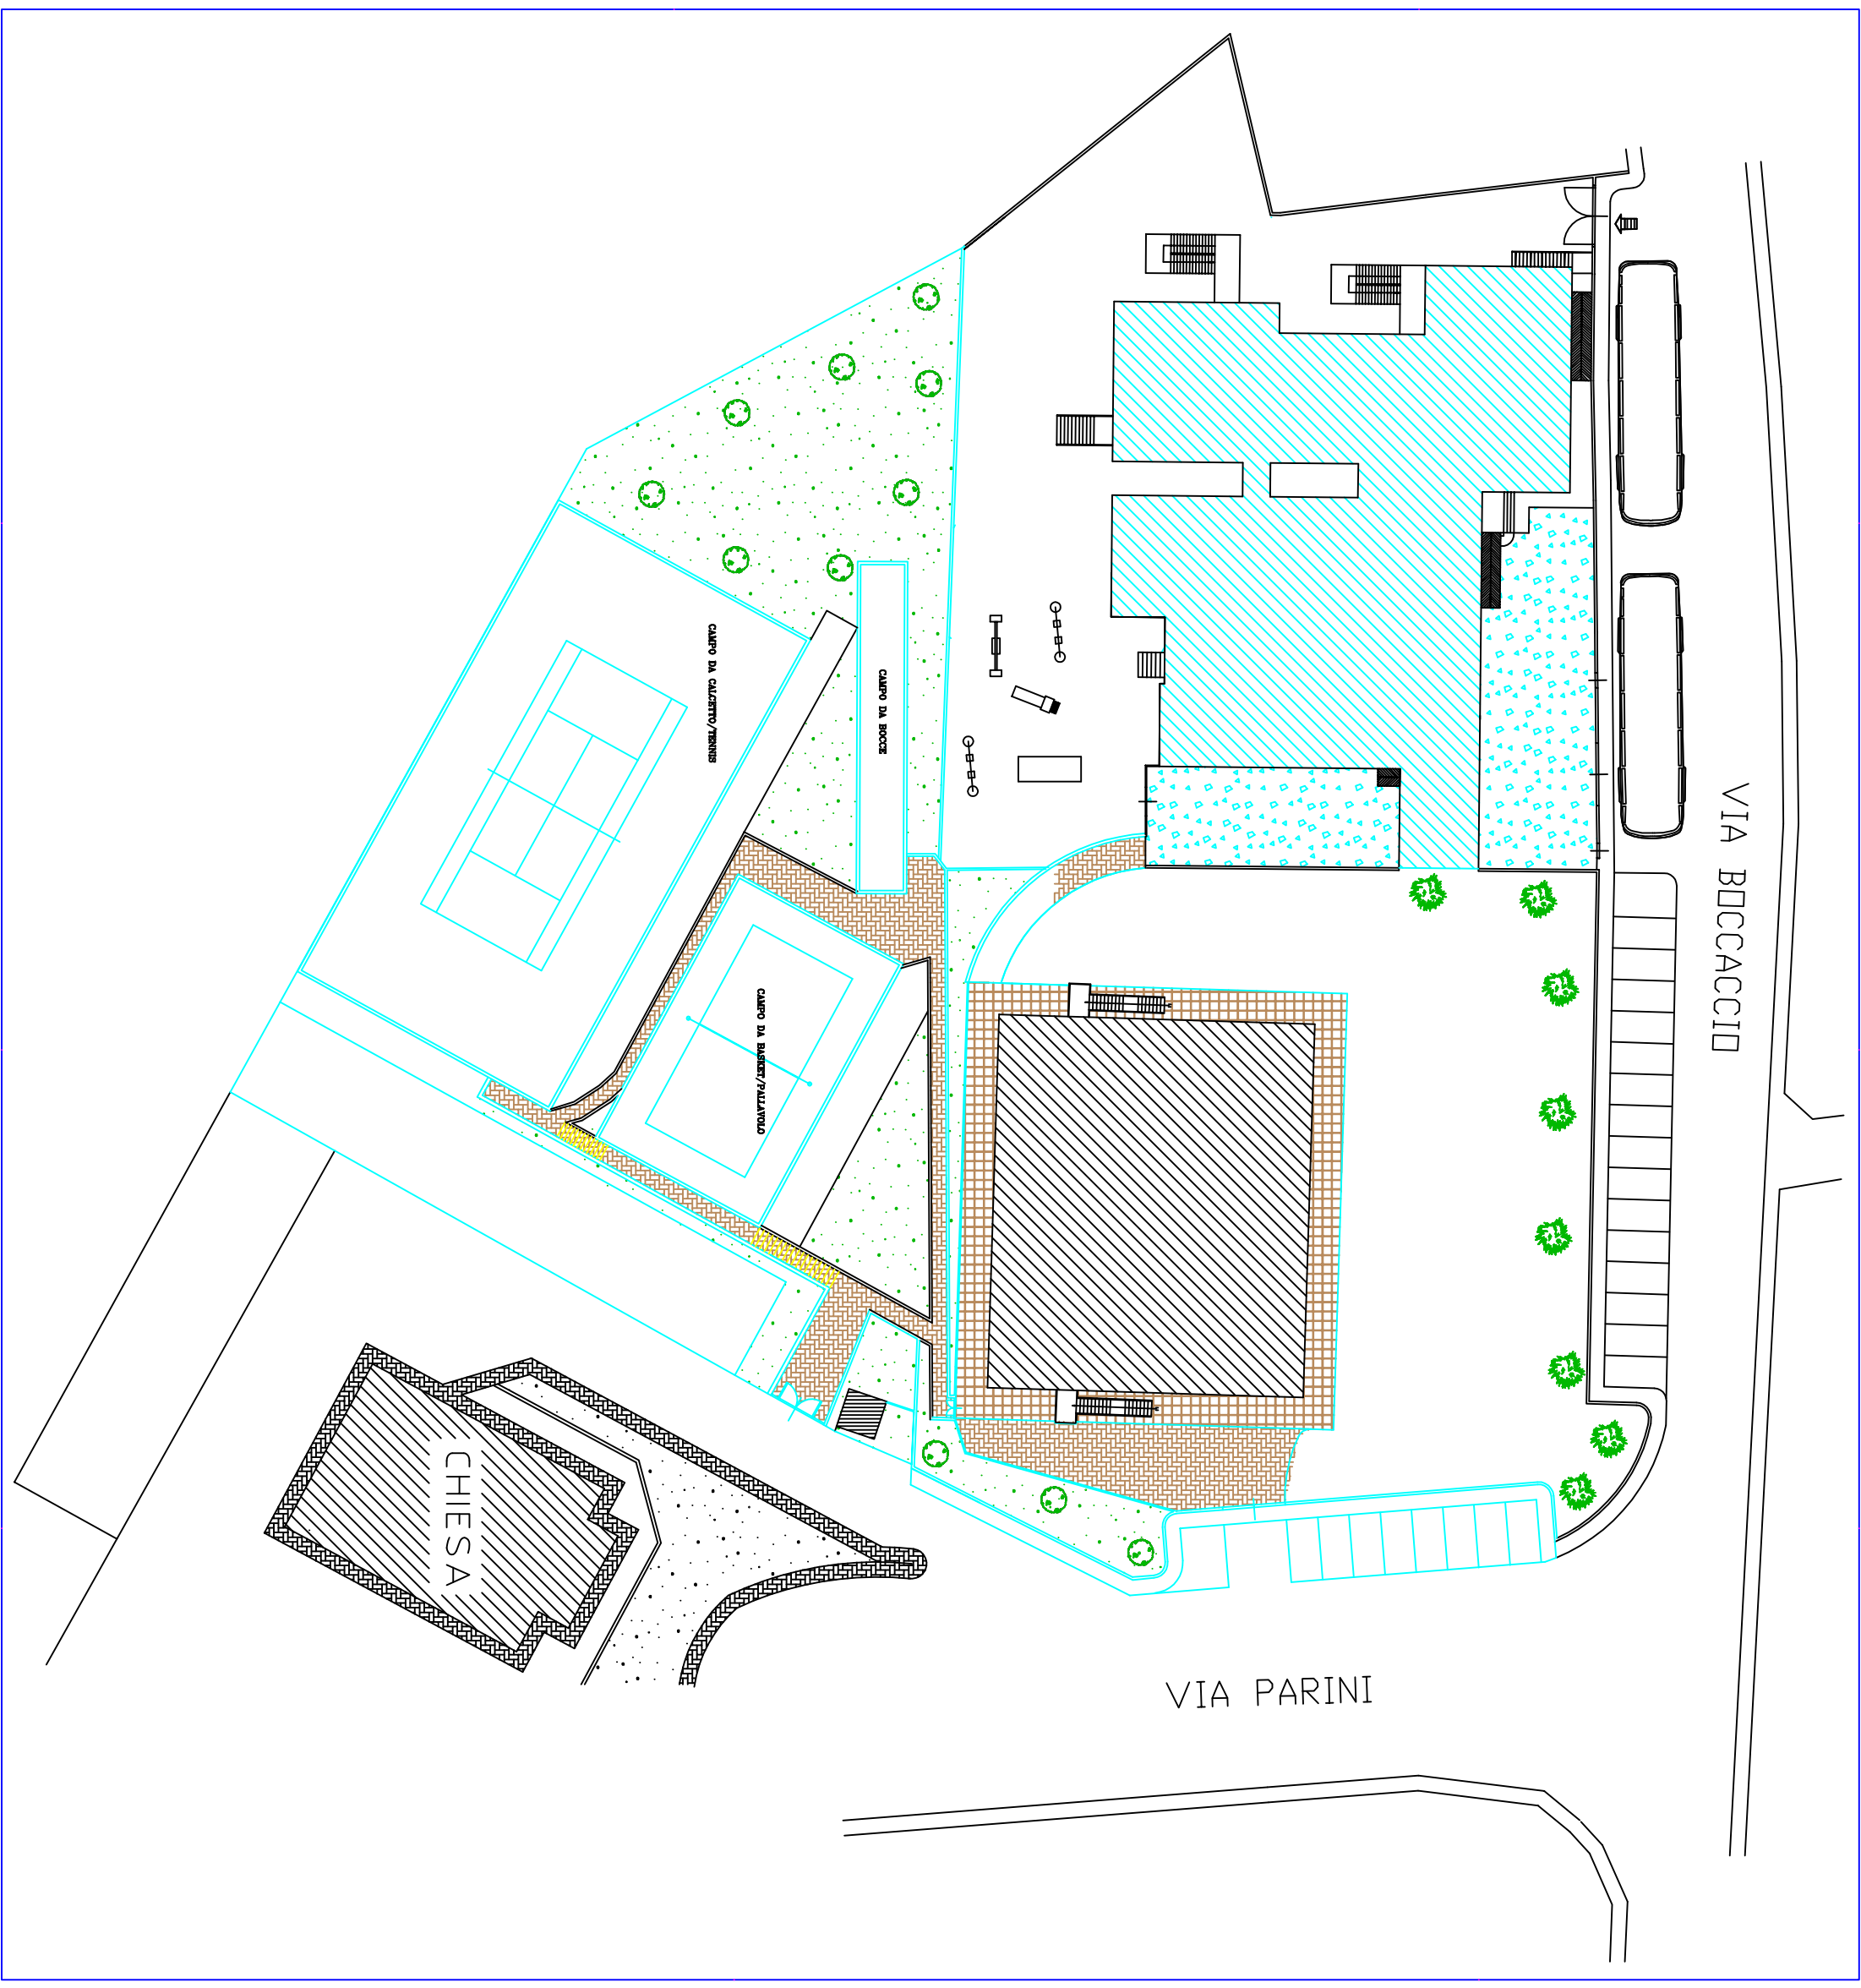 CAMPO DA CALCETTO/TENNIS
CAMPO DA BOCCE
VIA BOCCACCIO
CAMPO DA BASKET/PALLAVOLO
CHIESA
VIA PARINI